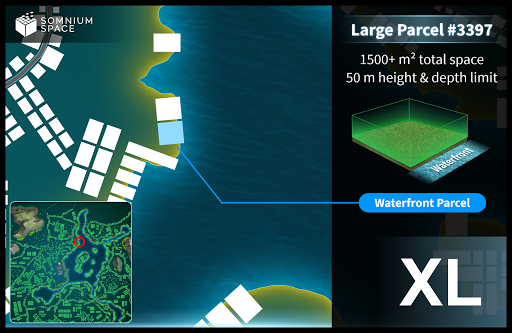 SOMNIUM
SPACE
Large Parcel #3397
1500+ m² total space
50 m height & depth limit
Waterfront
Waterfront Parcel
XL